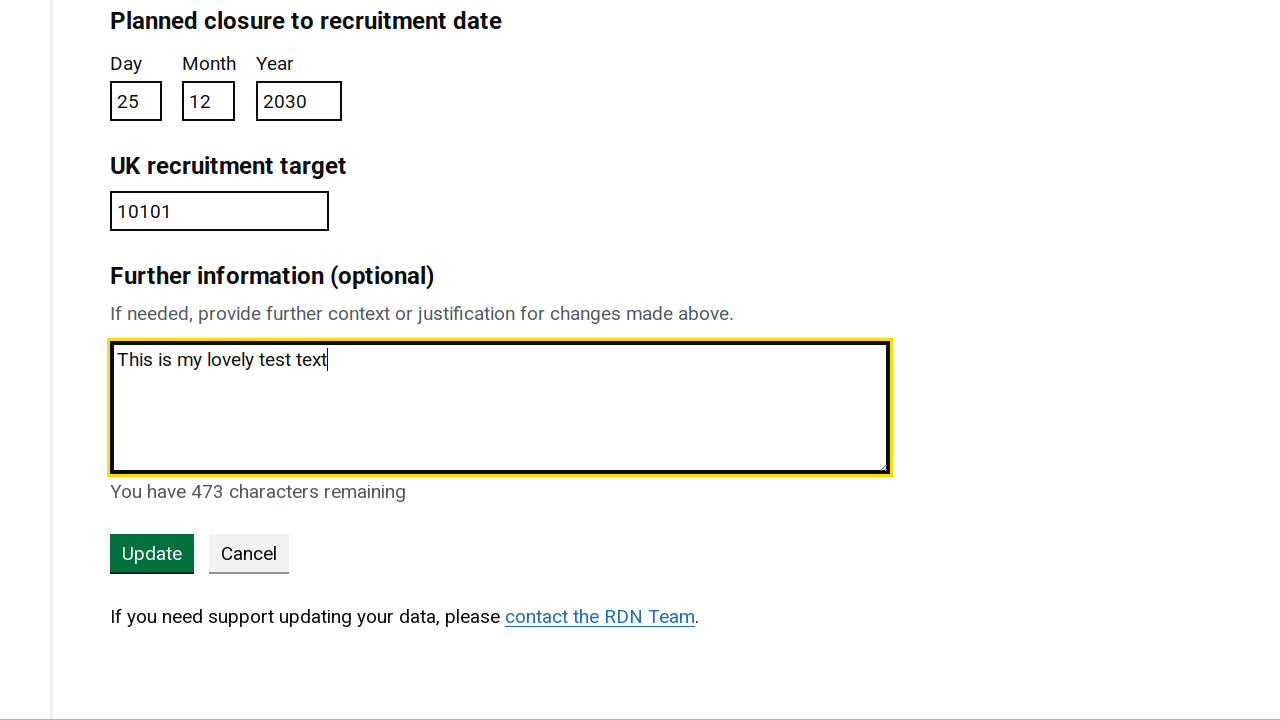 Planned closure to recruitment date
Day Month Year
25 12 2030
UK recruitment target
10101
Further information (optional)
If needed, provide further context or justification for changes made above.
This is my lovely test text
You have 473 characters remaining
Update Cancel
If you need support updating your data, please contact the RDN Team.